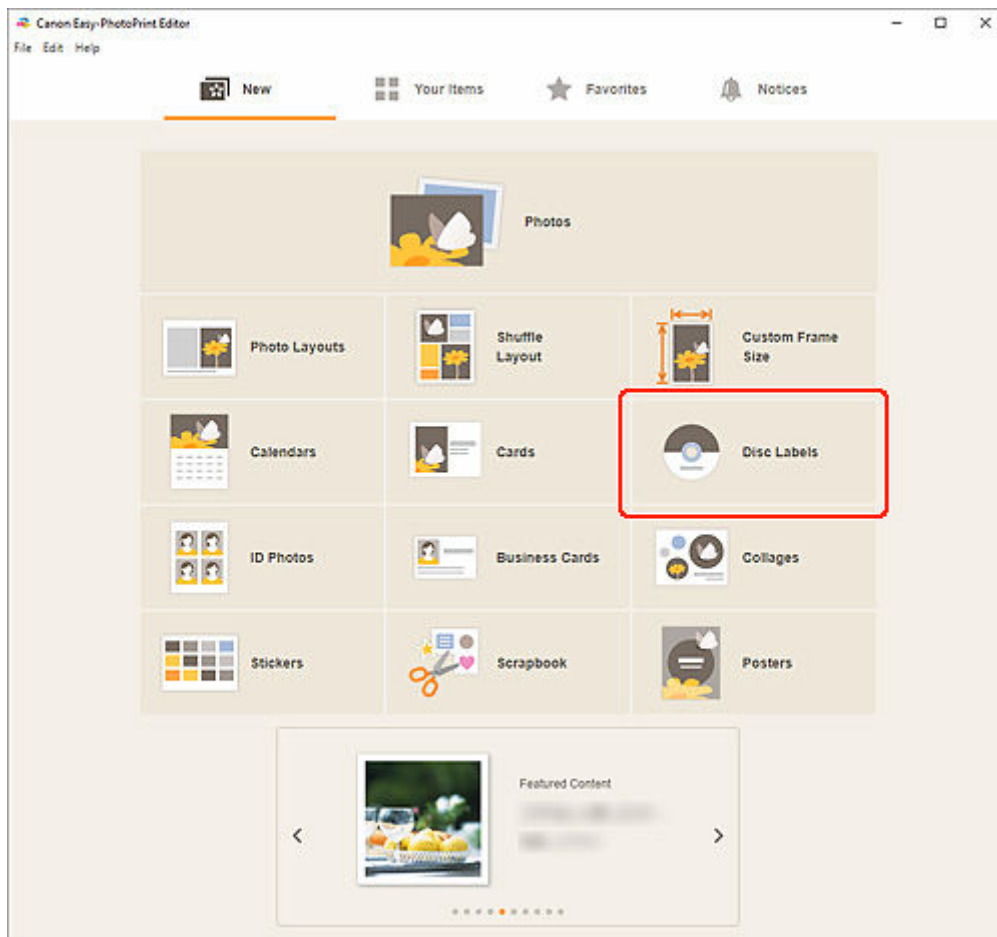 Canon Easy-PhotoPrint Editor
File Edit Help
New
Your Items
Favorites
Notices
Photos
Photo Layouts
Shuffle
Layout
Custom Frame
Size
Calendars
Cards
Disc Labels
ID Photos
Business Cards
Collages
Stickers
Scrapbook
Posters
Featured Content